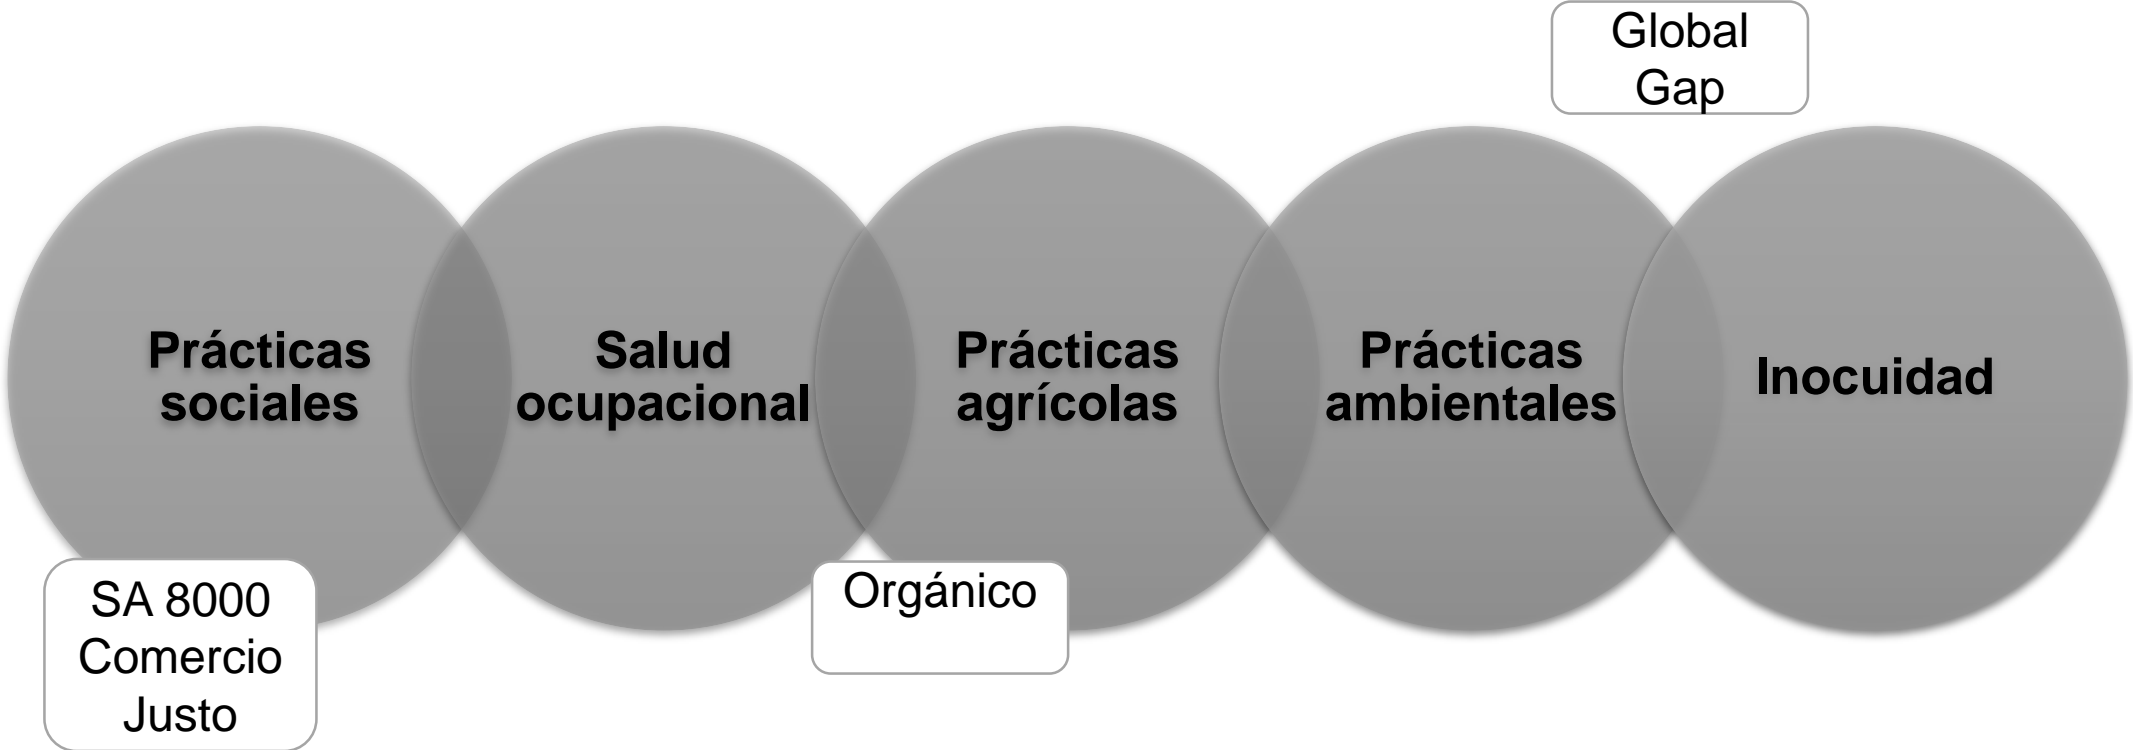 Global
Gap
Prácticas
sociales
Salud
ocupacional
Prácticas
agrícolas
Prácticas
ambientales
Inocuidad
SA 8000
Comercio
Justo
Orgánico